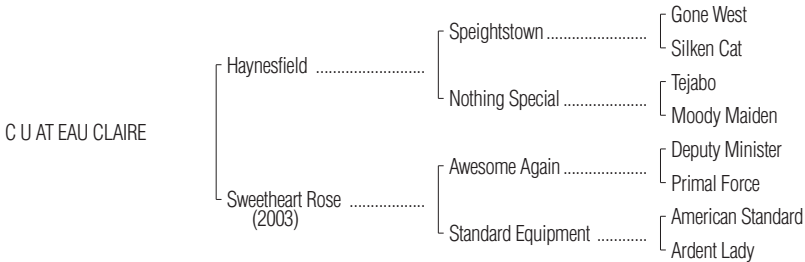 Gone West
Speightstown ........................
Silken Cat
Haynesfield ..........................
Tejabo
Nothing Special ....................
Moody Maiden
C U AT EAU CLAIRE
Deputy Minister
Awesome Again ....................
Primal Force
Sweetheart Rose ..................
(2003)
American Standard
Standard Equipment ............
Ardent Lady